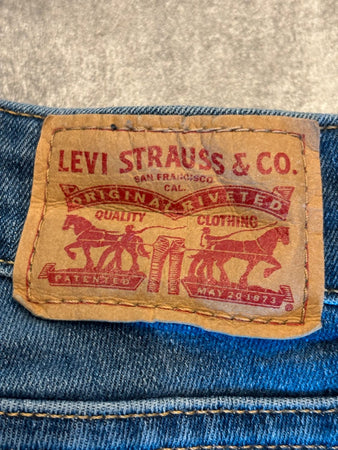 LEVI STRAUSS & CO.
SAN FRANCISCO
CAL.
ORIGINAL RIVETED
QUALITY CLOTHING
PATENTED MAY 20 1873
®